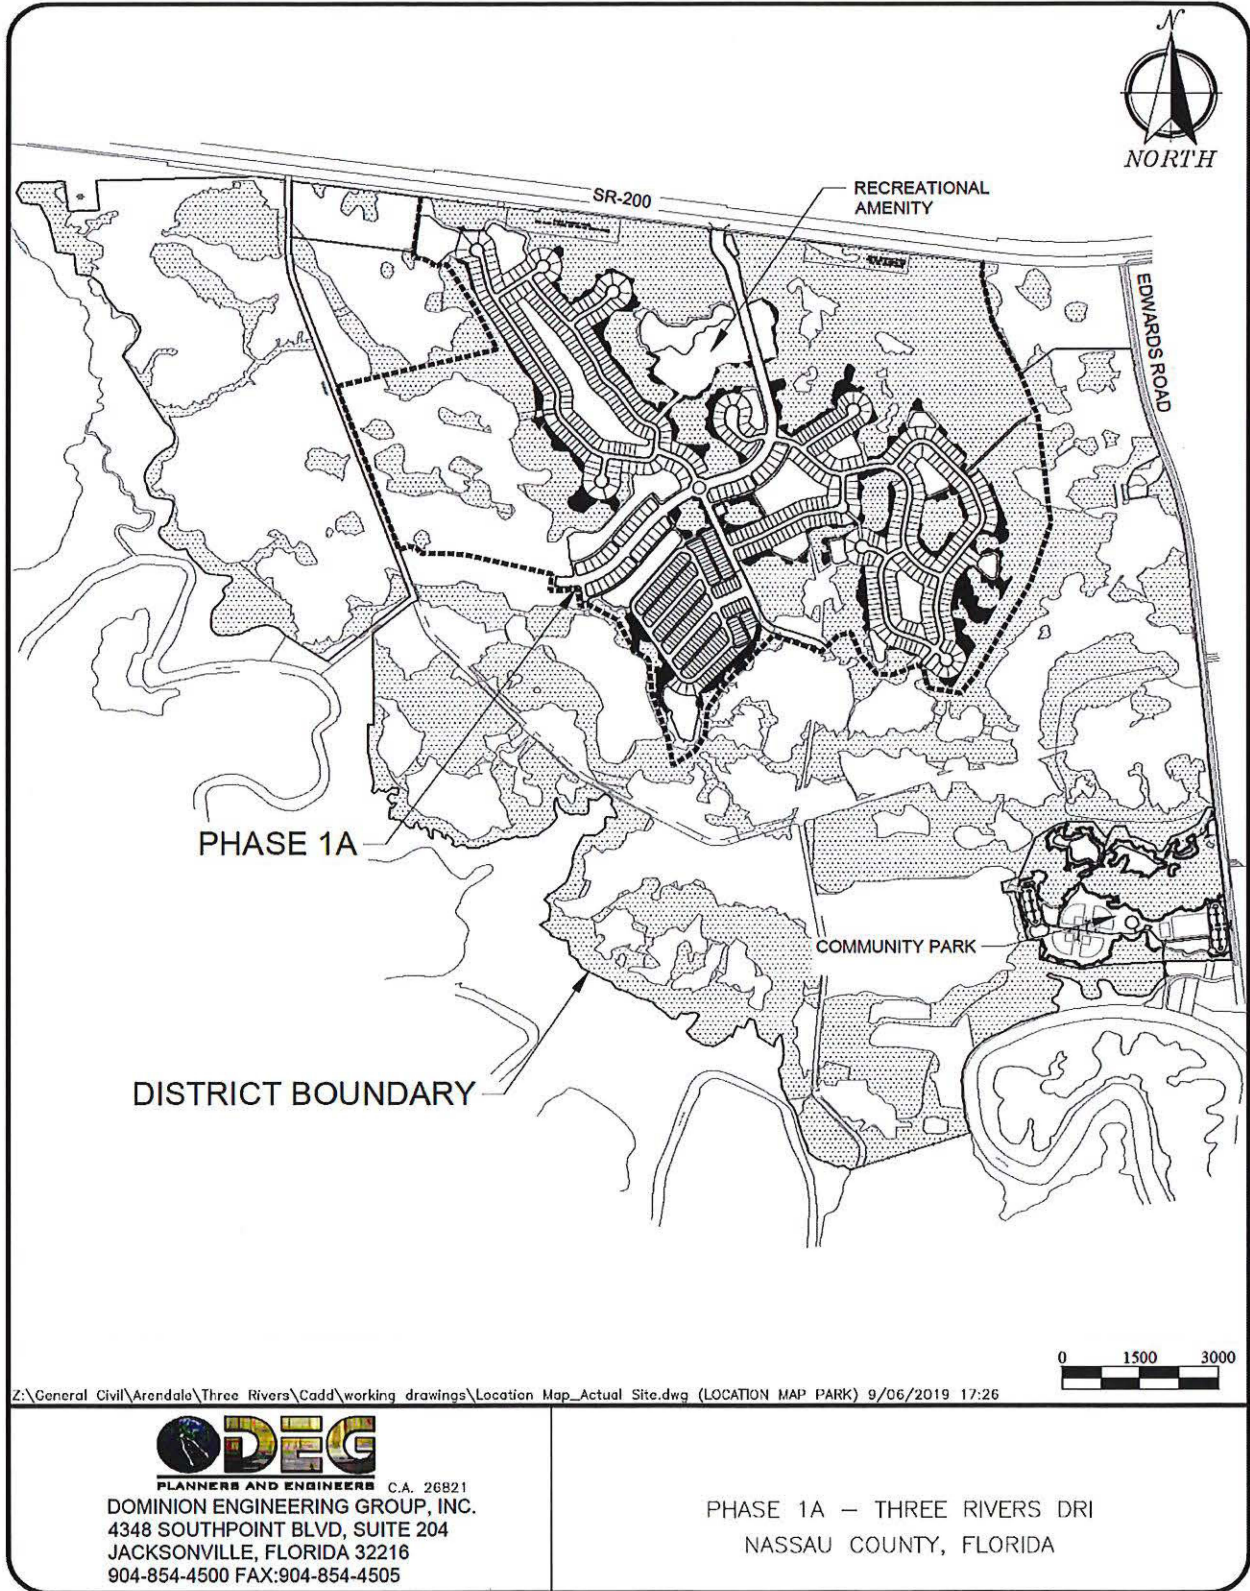 N
NORTH
SR-200
RECREATIONAL
AMENITY
EDWARDS ROAD
PHASE 1A
COMMUNITY PARK
DISTRICT BOUNDARY
0 1500 3000
Z:\General Civil\Arendale\Three Rivers\Cadd\working drawings\Location Map_Actual Site.dwg (LOCATION MAP PARK) 9/06/2019 17:26
DEG
PLANNERS AND ENGINEERS C.A. 26821
DOMINION ENGINEERING GROUP, INC.
4348 SOUTHPOINT BLVD, SUITE 204
JACKSONVILLE, FLORIDA 32216
904-854-4500 FAX:904-854-4505
PHASE 1A – THREE RIVERS DRI
NASSAU COUNTY, FLORIDA